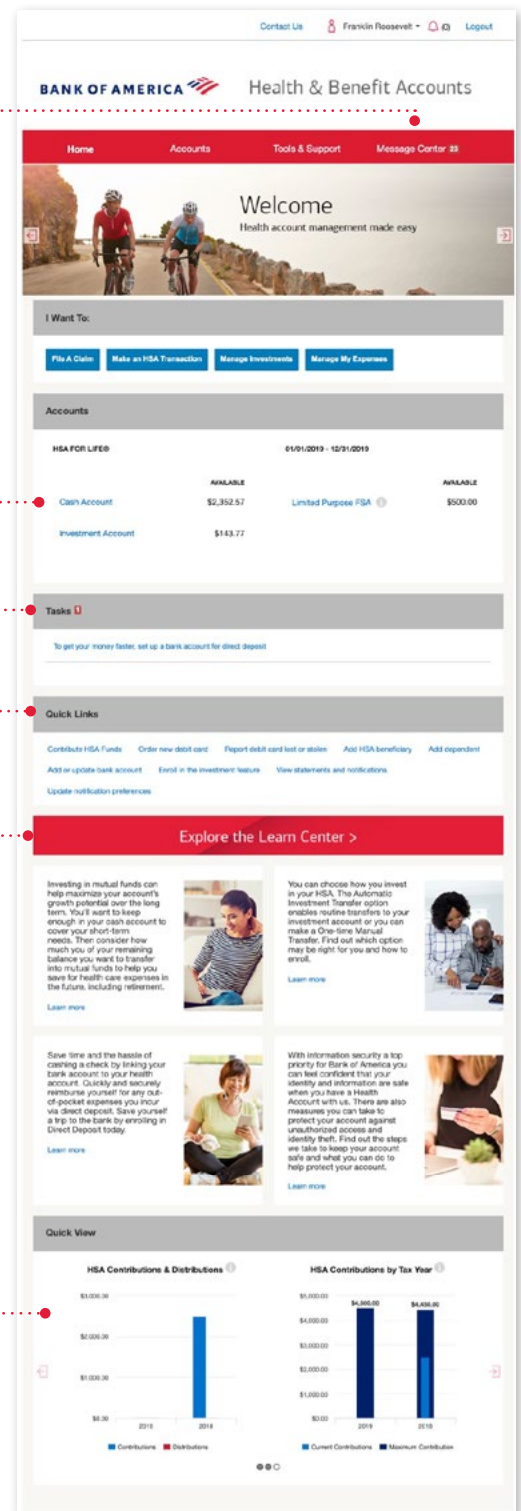 Contact Us Franklin Roosevelt (0) Logout
BANK OF AMERICA Health & Benefit Accounts
Home Accounts Tools & Support Message Center 23
Welcome
Health account management made easy
I Want To:
File A Claim Make an HSA Transaction Manage Investments Manage My Expenses
Accounts
HSA FOR LIFE® 01/01/2019 - 12/31/2019
AVAILABLE AVAILABLE
Cash Account $2,352.57 Limited Purpose FSA $500.00
Investment Account $143.77
Tasks 1
To get your money faster, set up a bank account for direct deposit
Quick Links
Contribute HSA Funds Order new debit card Report debit card lost or stolen Add HSA beneficiary Add dependent
Add or update bank account Enroll in the investment feature View statements and notifications
Update notification preferences
Explore the Learn Center >
Investing in mutual funds can
help maximize your account's
growth potential over the long
term. You'll want to keep
enough in your cash account to
cover your short-term
needs. Then consider how
much you of your remaining
balance you want to transfer
into mutual funds to help you
save for health care expenses in
the future, including retirement.
Learn more
You can choose how you invest
in your HSA. The Automatic
Investment Transfer option
enables routine transfers to your
investment account or you can
make a One-time Manual
Transfer. Find out which option
may be right for you and how to
enroll.
Learn more
Save time and the hassle of
cashing a check by linking your
bank account to your health
account. Quickly and securely
reimburse yourself for any out-
of-pocket expenses you incur
via direct deposit. Save yourself
a trip to the bank by enrolling in
Direct Deposit today.
Learn more
With information security a top
priority for Bank of America you
can feel confident that your
identity and information are safe
when you have a Health
Account with us. There are also
measures you can take to
protect your account against
unauthorized access and
identity theft. Find out the steps
we take to keep your account
safe and what you can do to
help protect your account.
Learn more
Quick View
HSA Contributions & Distributions
$3,000.00
$2,000.00
$1,000.00
$0.00
2018
Contributions Distributions
HSA Contributions by Tax Year
$5,000.00
$4,000.00
$3,000.00
$2,000.00
$1,000.00
$0.00
2019 2018
Current Contributions Maximum Contribution